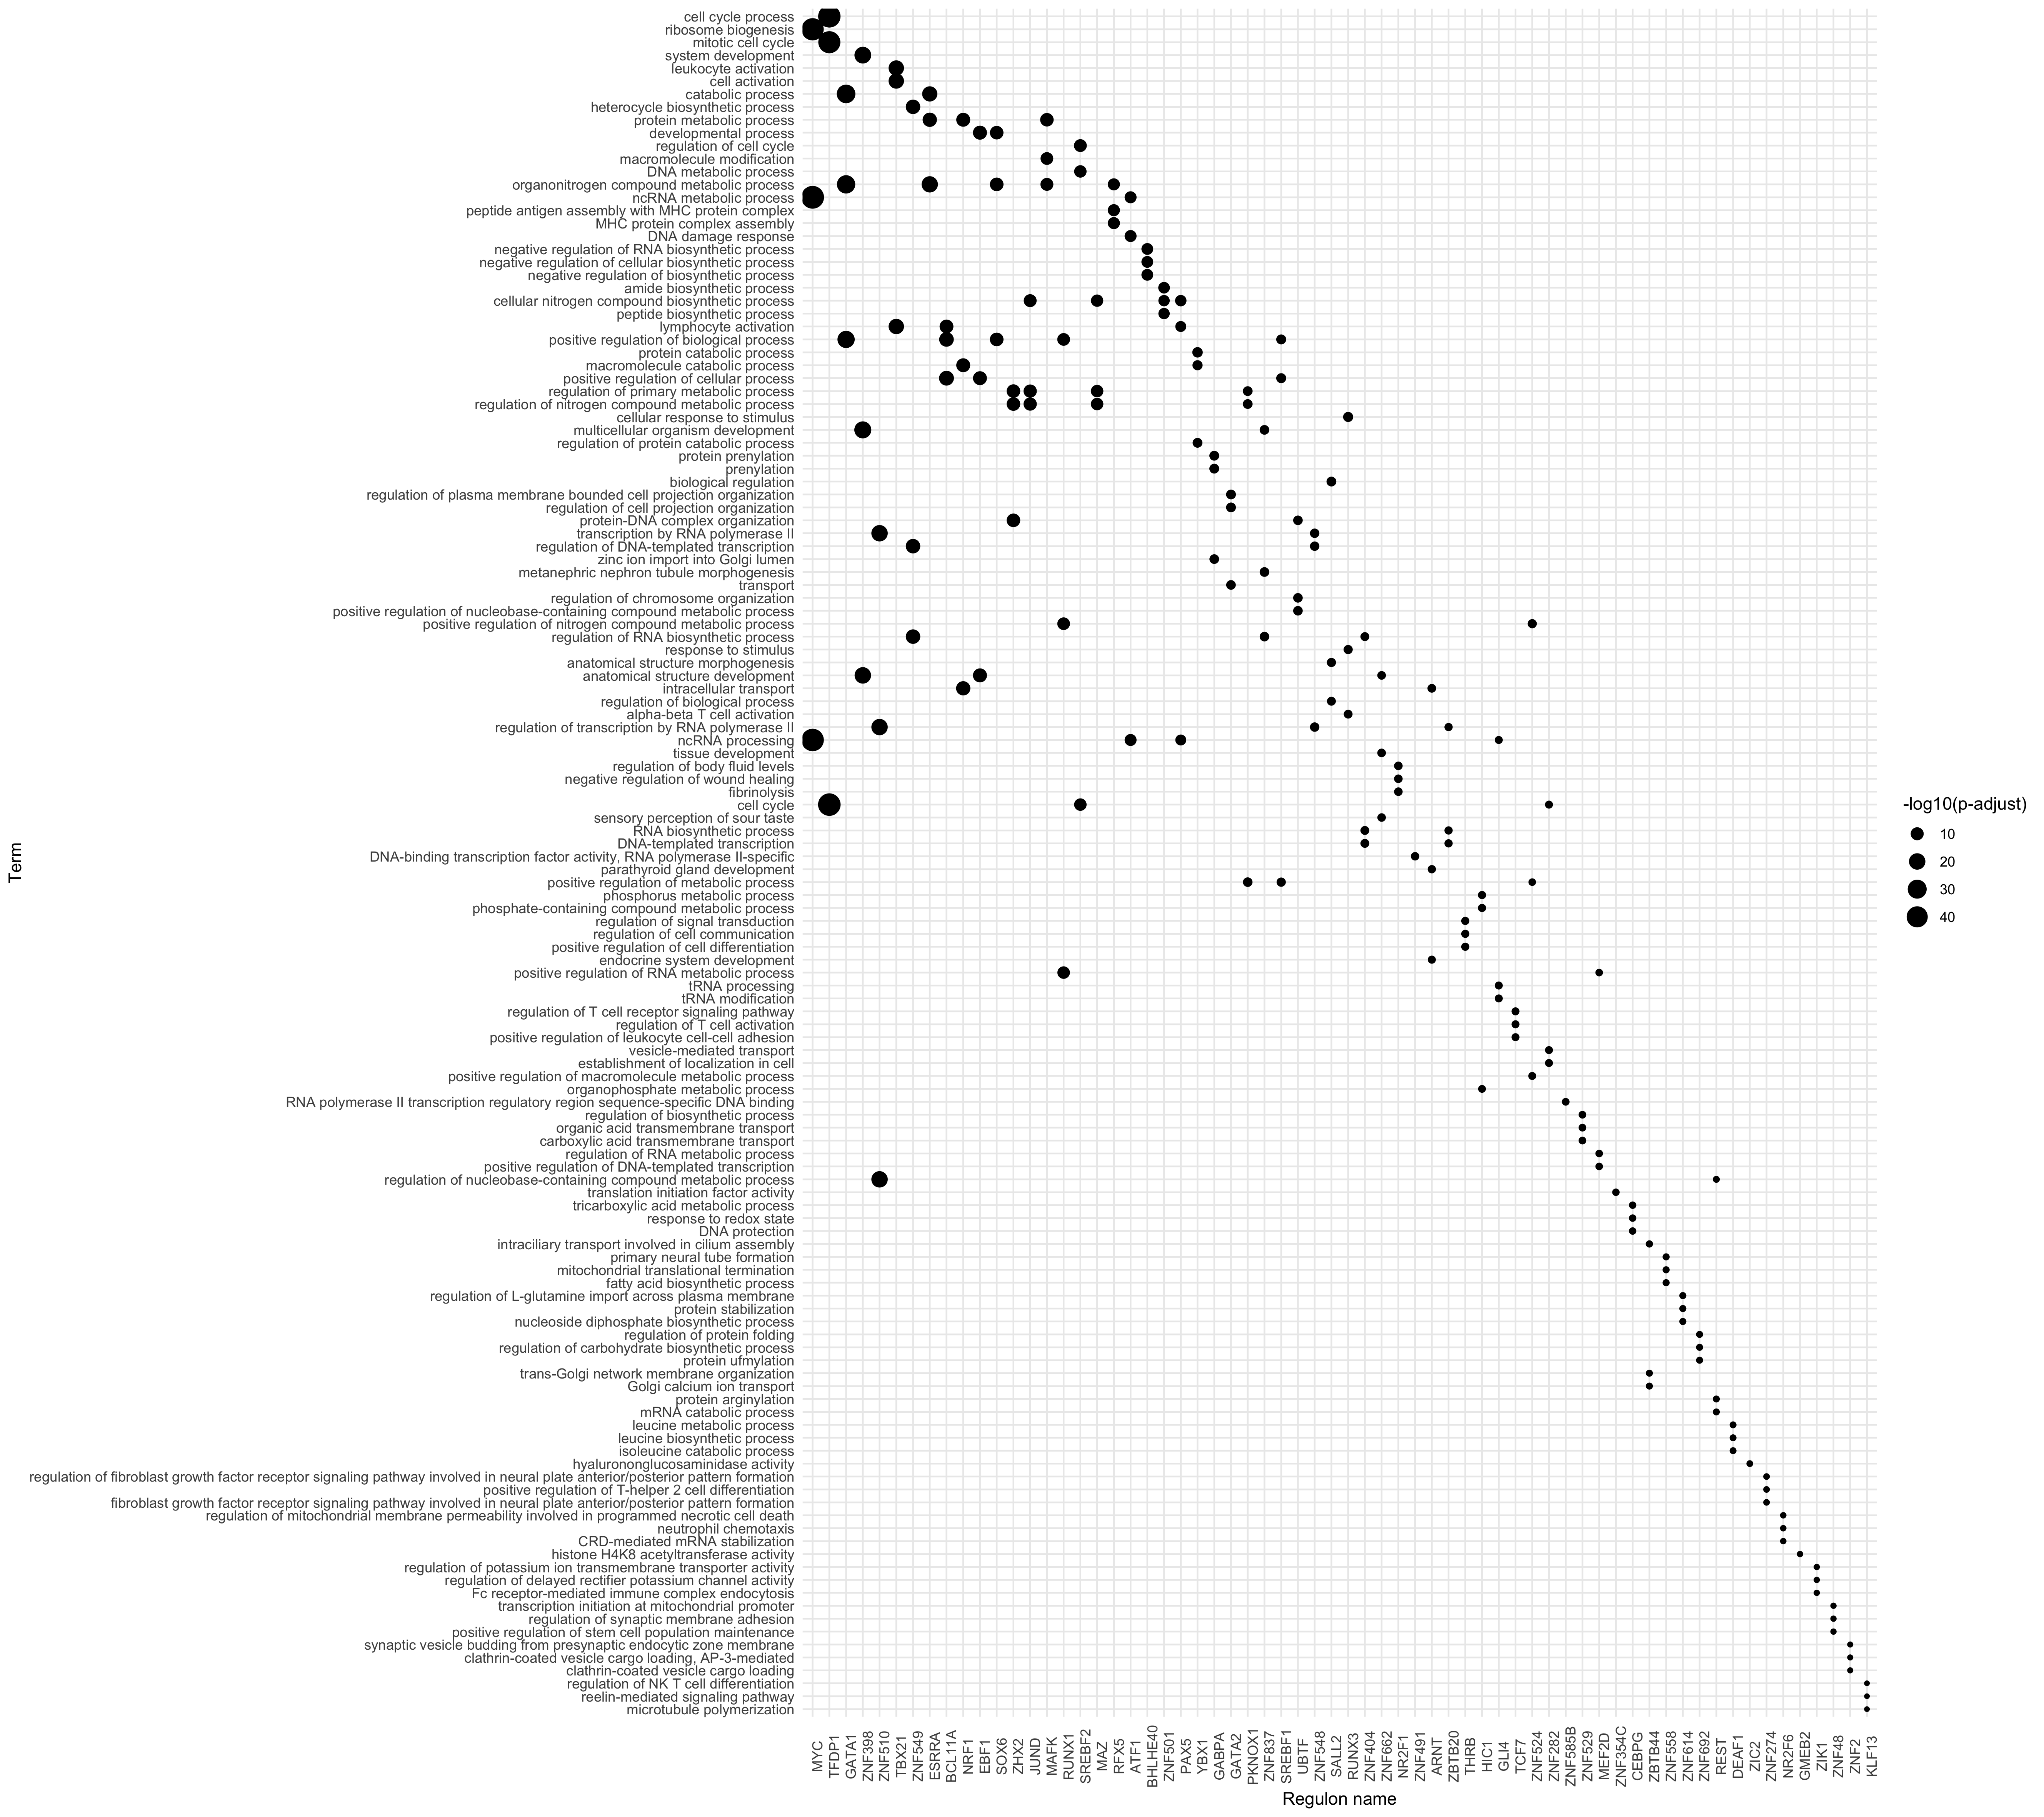 cell cycle process
ribosome biogenesis
mitotic cell cycle
system development
leukocyte activation
cell activation
catabolic process
heterocycle biosynthetic process
protein metabolic process
developmental process
regulation of cell cycle
macromolecule modification
DNA metabolic process
organonitrogen compound metabolic process
ncRNA metabolic process
peptide antigen assembly with MHC protein complex
MHC protein complex assembly
DNA damage response
negative regulation of RNA biosynthetic process
negative regulation of cellular biosynthetic process
negative regulation of biosynthetic process
amide biosynthetic process
cellular nitrogen compound biosynthetic process
peptide biosynthetic process
lymphocyte activation
positive regulation of biological process
protein catabolic process
macromolecule catabolic process
positive regulation of cellular process
regulation of primary metabolic process
regulation of nitrogen compound metabolic process
cellular response to stimulus
multicellular organism development
regulation of protein catabolic process
protein prenylation
prenylation
biological regulation
regulation of plasma membrane bounded cell projection organization
regulation of cell projection organization
protein-DNA complex organization
transcription by RNA polymerase II
regulation of DNA-templated transcription
zinc ion import into Golgi lumen
metanephric nephron tubule morphogenesis
transport
regulation of chromosome organization
positive regulation of nucleobase-containing compound metabolic process
positive regulation of nitrogen compound metabolic process
regulation of RNA biosynthetic process
response to stimulus
anatomical structure morphogenesis
anatomical structure development
intracellular transport
regulation of biological process
alpha-beta T cell activation
regulation of transcription by RNA polymerase II
ncRNA processing
tissue development
regulation of body fluid levels
negative regulation of wound healing
fibrinolysis
cell cycle
sensory perception of sour taste
RNA biosynthetic process
DNA-templated transcription
DNA-binding transcription factor activity, RNA polymerase II-specific
parathyroid gland development
positive regulation of metabolic process
phosphorus metabolic process
phosphate-containing compound metabolic process
regulation of signal transduction
regulation of cell communication
positive regulation of cell differentiation
endocrine system development
positive regulation of RNA metabolic process
tRNA processing
tRNA modification
regulation of T cell receptor signaling pathway
regulation of T cell activation
positive regulation of leukocyte cell-cell adhesion
vesicle-mediated transport
establishment of localization in cell
positive regulation of macromolecule metabolic process
organophosphate metabolic process
RNA polymerase II transcription regulatory region sequence-specific DNA binding
regulation of biosynthetic process
organic acid transmembrane transport
carboxylic acid transmembrane transport
regulation of RNA metabolic process
positive regulation of DNA-templated transcription
regulation of nucleobase-containing compound metabolic process
translation initiation factor activity
tricarboxylic acid metabolic process
response to redox state
DNA protection
intraciliary transport involved in cilium assembly
primary neural tube formation
mitochondrial translational termination
fatty acid biosynthetic process
regulation of L-glutamine import across plasma membrane
protein stabilization
nucleoside diphosphate biosynthetic process
regulation of protein folding
regulation of carbohydrate biosynthetic process
protein ufmylation
trans-Golgi network membrane organization
Golgi calcium ion transport
protein arginylation
mRNA catabolic process
leucine metabolic process
leucine biosynthetic process
isoleucine catabolic process
hyalurononglucosaminidase activity
regulation of fibroblast growth factor receptor signaling pathway involved in neural plate anterior/posterior pattern formation
positive regulation of T-helper 2 cell differentiation
fibroblast growth factor receptor signaling pathway involved in neural plate anterior/posterior pattern formation
regulation of mitochondrial membrane permeability involved in programmed necrotic cell death
neutrophil chemotaxis
CRD-mediated mRNA stabilization
histone H4K8 acetyltransferase activity
regulation of potassium ion transmembrane transporter activity
regulation of delayed rectifier potassium channel activity
Fc receptor-mediated immune complex endocytosis
transcription initiation at mitochondrial promoter
regulation of synaptic membrane adhesion
positive regulation of stem cell population maintenance
synaptic vesicle budding from presynaptic endocytic zone membrane
clathrin-coated vesicle cargo loading, AP-3-mediated
clathrin-coated vesicle cargo loading
regulation of NK T cell differentiation
reelin-mediated signaling pathway
microtubule polymerization
Term
MYC
TFDP1
GATA1
ZNF398
ZNF510
TBX21
ZNF549
ESRRA
BCL11A
NRF1
EBF1
SOX6
ZHX2
JUND
MAFK
RUNX1
SREBF2
MAZ
RFX5
ATF1
BHLHE40
ZNF501
PAX5
YBX1
GABPA
GATA2
PKNOX1
ZNF837
SREBF1
UBTF
ZNF548
SALL2
RUNX3
ZNF404
ZNF662
NR2F1
ZNF491
ARNT
ZBTB20
THRB
HIC1
GLI4
TCF7
ZNF524
ZNF282
ZNF585B
ZNF529
MEF2D
ZNF354C
CEBPG
ZBTB44
ZNF558
ZNF614
ZNF692
REST
DEAF1
ZIC2
ZNF274
NR2F6
GMEB2
ZIK1
ZNF48
ZNF2
KLF13
Regulon name
-log10(p-adjust)
10
20
30
40